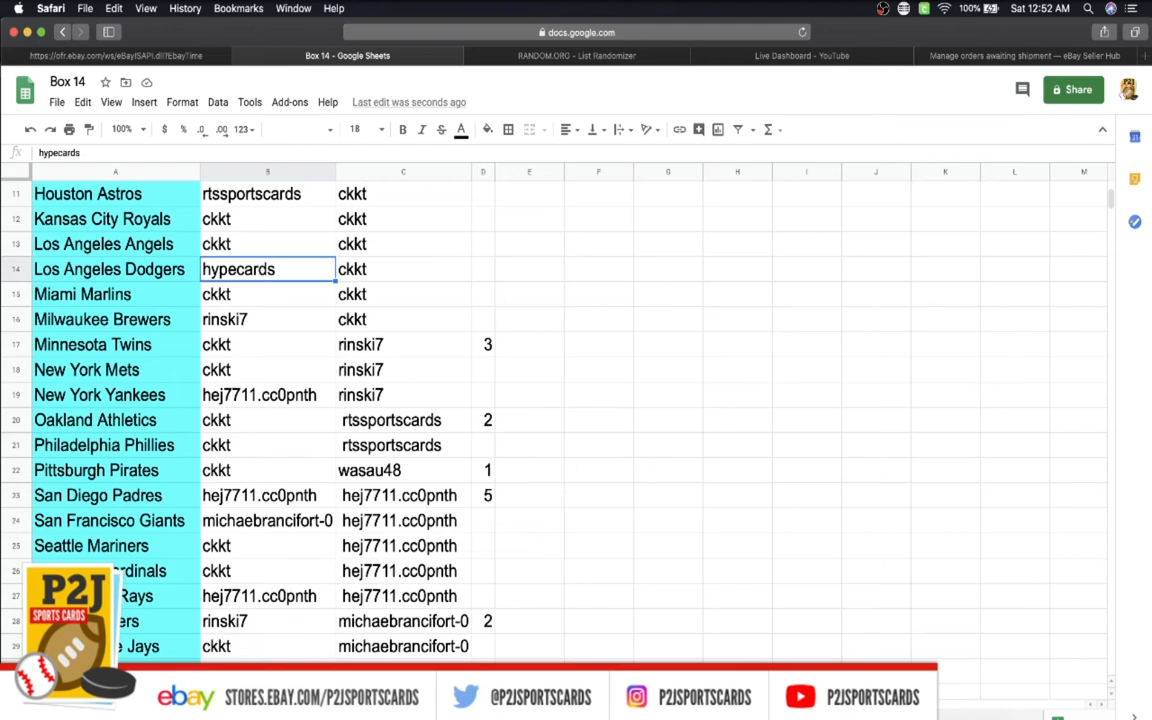 Safari File Edit View History Bookmarks Window Help 100% Sat 12:52 AM
docs.google.com
https://ofr.ebay.com/ws/eBayISAPI.dll?EbayTime Box 14 - Google Sheets RANDOM.ORG - List Randomizer Live Dashboard - YouTube Manage orders awaiting shipment — eBay Seller Hub
Box 14
File Edit View Insert Format Data Tools Add-ons Help Last edit was seconds ago
Share
100% $ % .0 .00 123 18 B I S A
fx hypecards
A B C D E F G H I J K L M
11 Houston Astros rtssportscards ckkt
12 Kansas City Royals ckkt ckkt
13 Los Angeles Angels ckkt ckkt
14 Los Angeles Dodgers hypecards ckkt
15 Miami Marlins ckkt ckkt
16 Milwaukee Brewers rinski7 ckkt
17 Minnesota Twins ckkt rinski7 3
18 New York Mets ckkt rinski7
19 New York Yankees hej7711.cc0pnth rinski7
20 Oakland Athletics ckkt rtssportscards 2
21 Philadelphia Phillies ckkt rtssportscards
22 Pittsburgh Pirates ckkt wasau48 1
23 San Diego Padres hej7711.cc0pnth hej7711.cc0pnth 5
24 San Francisco Giants michaebrancifort-0 hej7711.cc0pnth
25 Seattle Mariners ckkt hej7711.cc0pnth
26 rdinals ckkt hej7711.cc0pnth
27 Rays hej7711.cc0pnth hej7711.cc0pnth
28 ers rinski7 michaebrancifort-0 2
29 e Jays ckkt michaebrancifort-0
P2J
SPORTS CARDS
ebay STORES.EBAY.COM/P2JSPORTSCARDS @P2JSPORTSCARDS P2JSPORTSCARDS P2JSPORTSCARDS